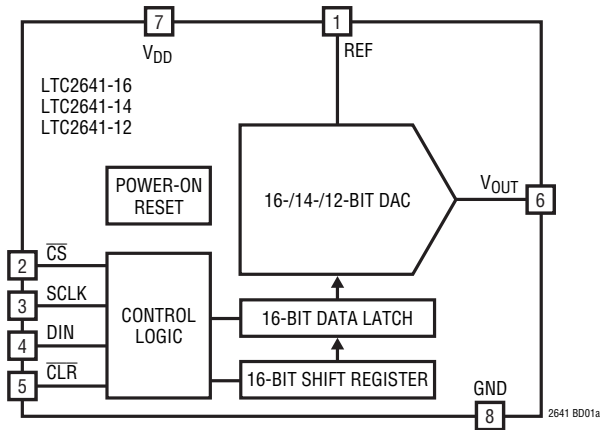 7
1
V_DD
REF
LTC2641-16
LTC2641-14
LTC2641-12
POWER-ON
RESET
16-/14-/12-BIT DAC
V_OUT
6
2
C̅S̅
3
SCLK
4
DIN
5
C̅L̅R̅
CONTROL
LOGIC
16-BIT DATA LATCH
16-BIT SHIFT REGISTER
GND
8
2641 BD01a